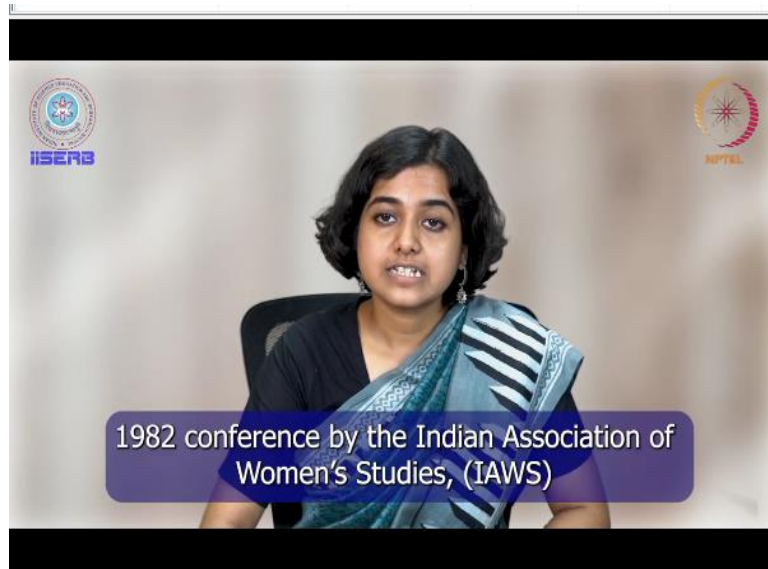 IISERB
NPTEL
1982 conference by the Indian Association of
Women's Studies, (IAWS)